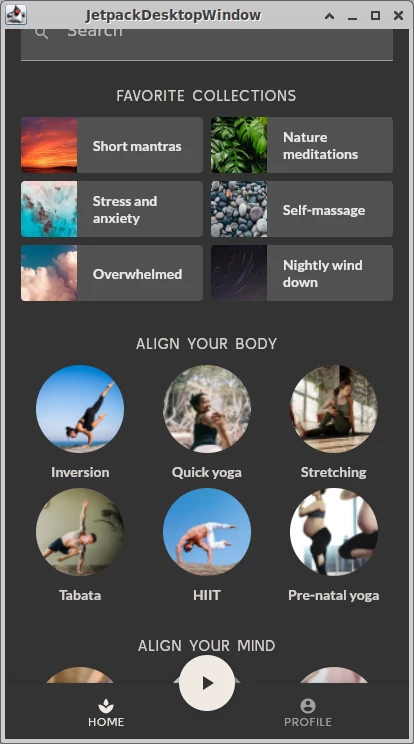 JetpackDesktopWindow
Search
FAVORITE COLLECTIONS
Short mantras
Nature
meditations
Stress and
anxiety
Self-massage
Overwhelmed
Nightly wind
down
ALIGN YOUR BODY
Inversion
Quick yoga
Stretching
Tabata
HIIT
Pre-natal yoga
ALIGN YOUR MIND
HOME
PROFILE